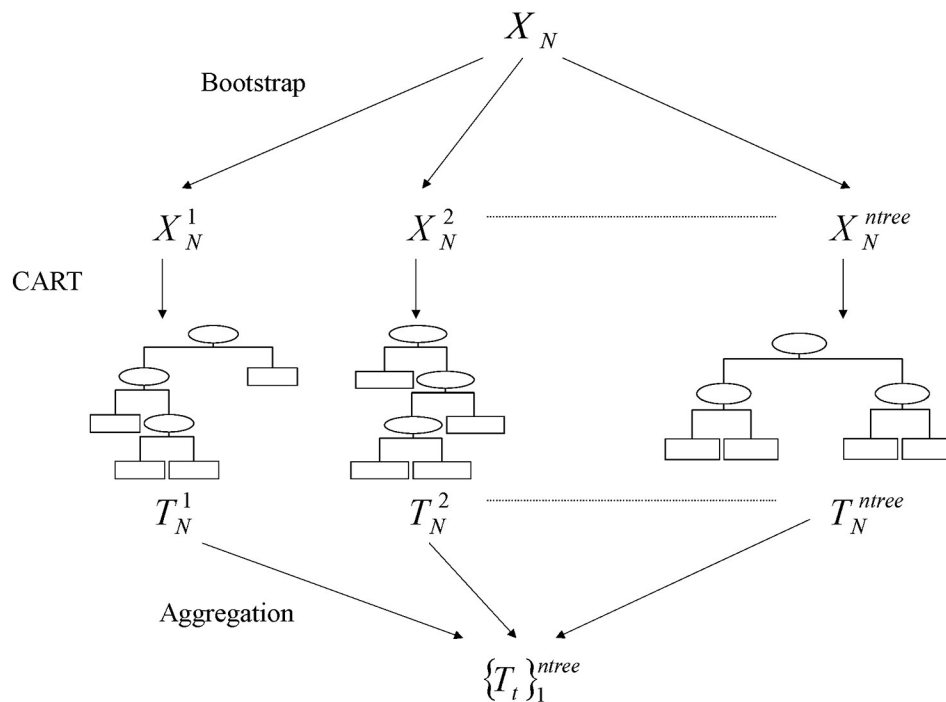 X_N
Bootstrap
X_N^1 X_N^2 X_N^{ntree}
CART
T_N^1 T_N^2 T_N^{ntree}
Aggregation
{T_t}_1^{ntree}